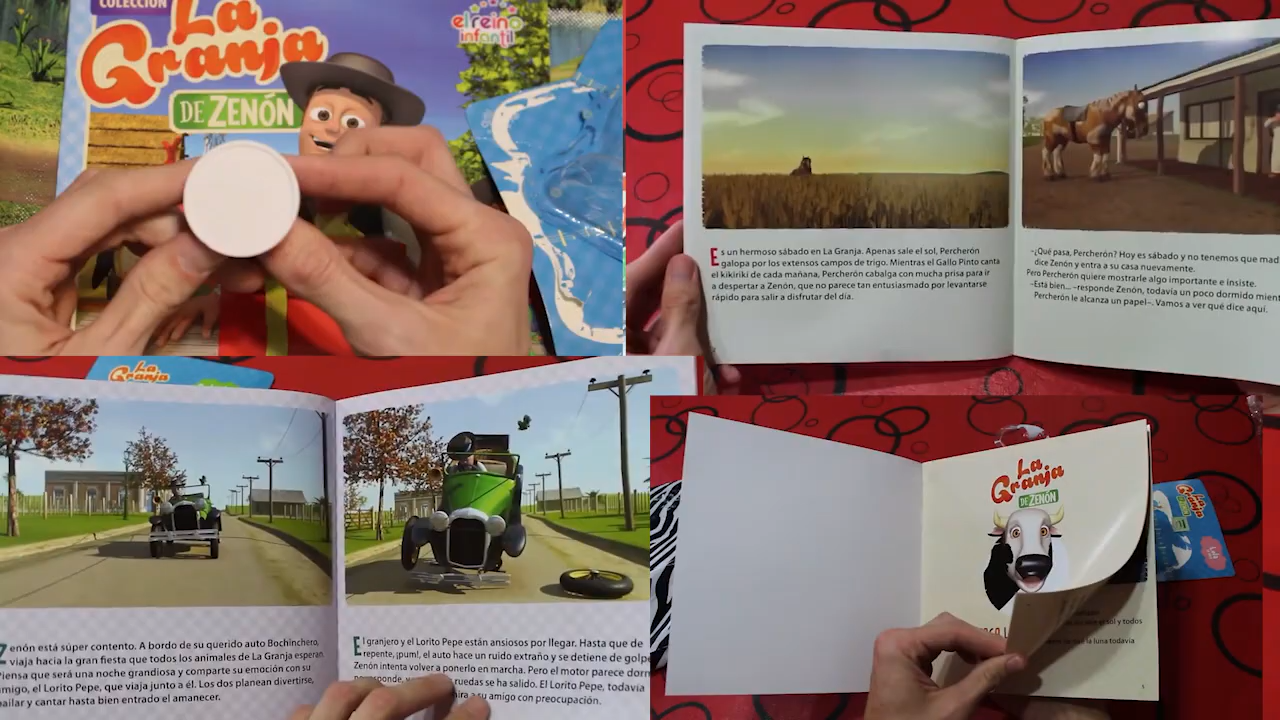 COLECCIÓN
La
Granja
DE ZENÓN
el reino
infantil
Es un hermoso sábado en La Granja. Apenas sale el sol, Percherón
galopa por los extensos campos de trigo. Mientras el Gallo Pinto canta
el kikirikí de cada mañana, Percherón cabalga con mucha prisa para ir
a despertar a Zenón, que no parece tan entusiasmado por levantarse
rápido para salir a disfrutar del día.
–¿Qué pasa, Percherón? Hoy es sábado y no tenemos que mad
dice Zenón y entra a su casa nuevamente.
Pero Percherón quiere mostrarle algo importante e insiste.
–Está bien... –responde Zenón, todavía un poco dormido mient
Percherón le alcanza un papel–. Vamos a ver qué dice aquí.
La
Granja
Zenón está súper contento. A bordo de su querido auto Bochinchero,
viaja hacia la gran fiesta que todos los animales de La Granja esperan.
Piensa que será una noche grandiosa y comparte su emoción con su
amigo, el Lorito Pepe, que viaja junto a él. Los dos planean divertirse,
bailar y cantar hasta bien entrado el amanecer.
El granjero y el Lorito Pepe están ansiosos por llegar. Hasta que de
repente, ¡pum!, el auto hace un ruido extraño y se detiene de golpe
Zenón intenta volver a ponerlo en marcha. Pero el motor parece dorm
ruedas se ha salido. El Lorito Pepe, todavía
a su amigo con preocupación.
La
Granja
DE ZENÓN
el sol y todos
la luna todavía
La
Granja